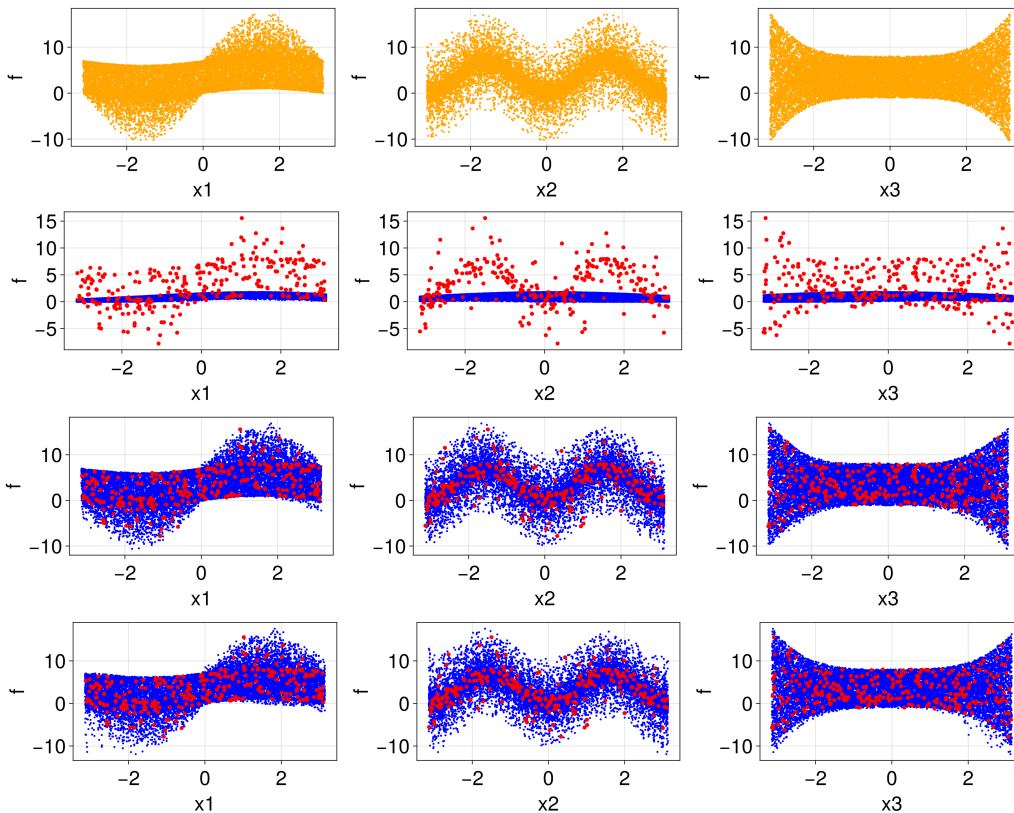 f 10 0 −10 −2 0 2 x1
f 10 0 −10 −2 0 2 x2
f 10 0 −10 −2 0 2 x3
f 15 10 5 0 −5 −2 0 2 x1
f 15 10 5 0 −5 −2 0 2 x2
f 15 10 5 0 −5 −2 0 2 x3
f 10 0 −10 −2 0 2 x1
f 10 0 −10 −2 0 2 x2
f 10 0 −10 −2 0 2 x3
f 10 0 −10 −2 0 2 x1
f 10 0 −10 −2 0 2 x2
f 10 0 −10 −2 0 2 x3